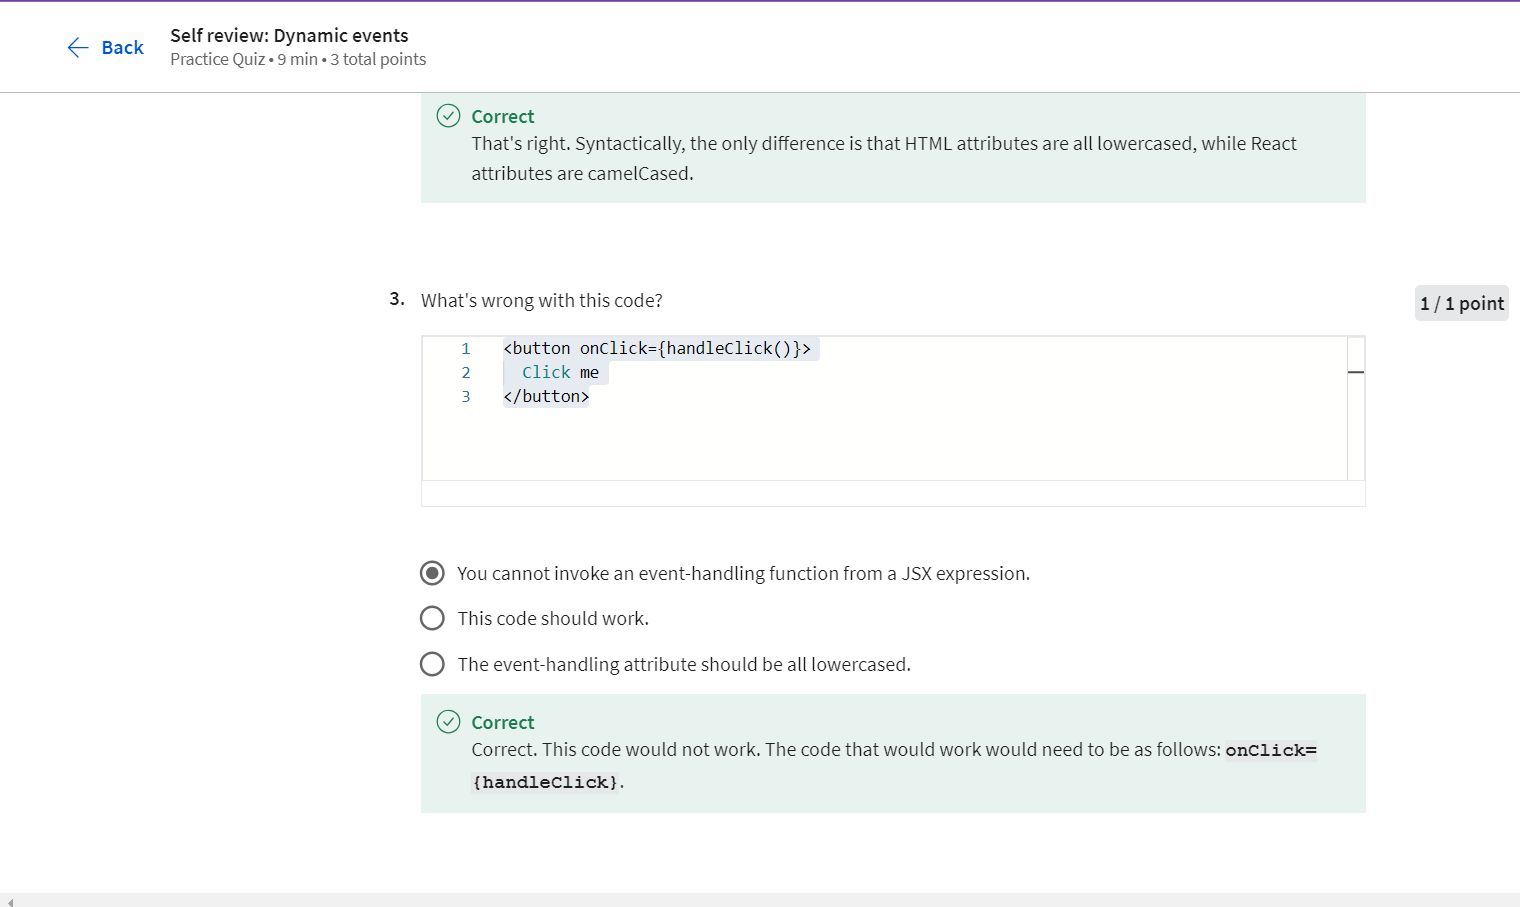 Back
Self review: Dynamic events
Practice Quiz • 9 min • 3 total points
Correct
That's right. Syntactically, the only difference is that HTML attributes are all lowercased, while React
attributes are camelCased.
3. What's wrong with this code?
1 / 1 point
1 <button onClick={handleClick()}>
2   Click me
3 </button>
You cannot invoke an event-handling function from a JSX expression.
This code should work.
The event-handling attribute should be all lowercased.
Correct
Correct. This code would not work. The code that would work would need to be as follows: onClick=
{handleClick}.